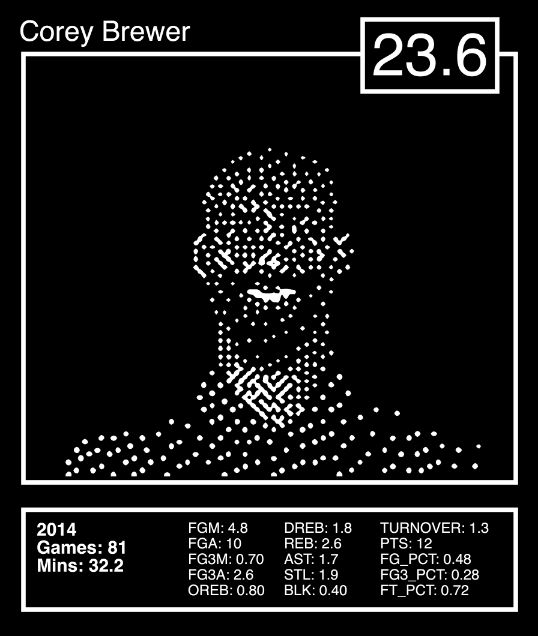 Corey Brewer
23.6
2014
Games: 81
Mins: 32.2
FGM: 4.8
FGA: 10
FG3M: 0.70
FG3A: 2.6
OREB: 0.80
DREB: 1.8
REB: 2.6
AST: 1.7
STL: 1.9
BLK: 0.40
TURNOVER: 1.3
PTS: 12
FG_PCT: 0.48
FG3_PCT: 0.28
FT_PCT: 0.72